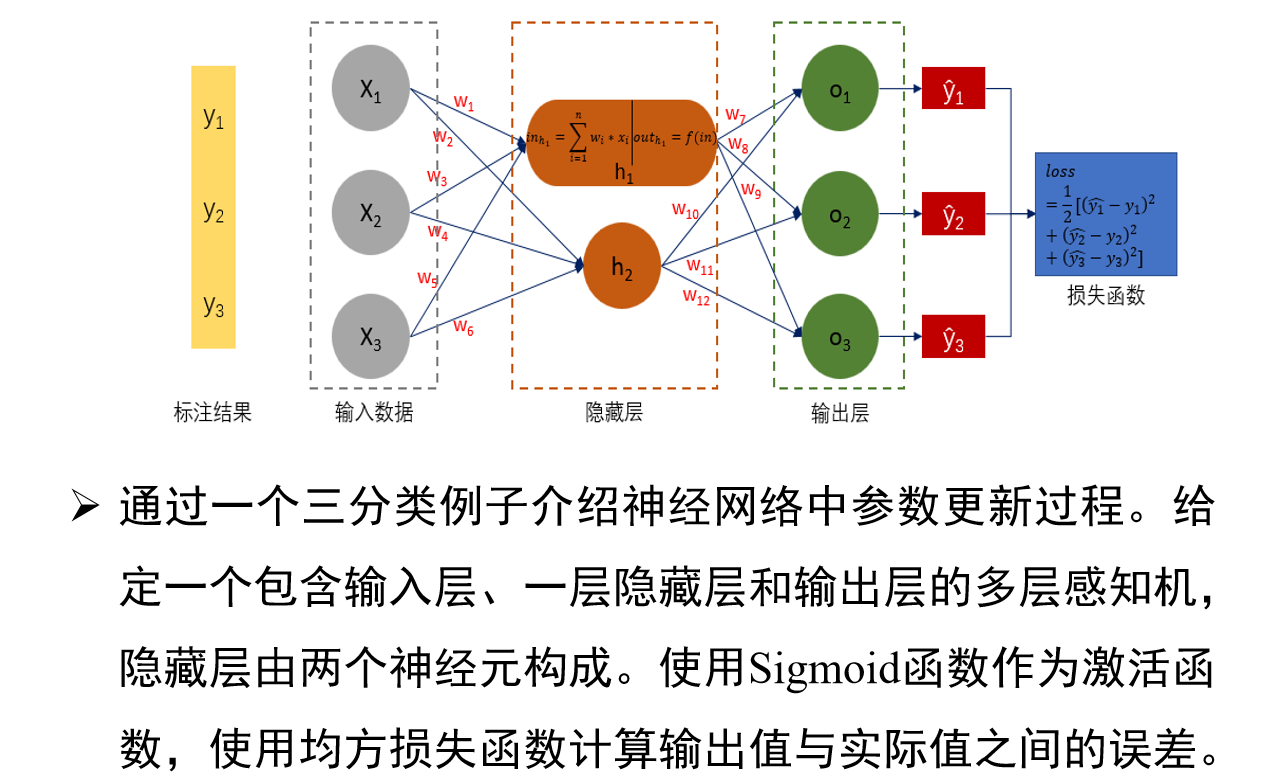 y₁
y₂
y₃
标注结果
X₁
X₂
X₃
输入数据
w₁
w₂
w₃
w₄
w₅
w₆
in_{h₁} = ∑_{i=1}^{n} w_i * x_i | out_{h₁} = f(in)
h₁
h₂
隐藏层
w₇
w₈
w₉
w₁₀
w₁₁
w₁₂
o₁
o₂
o₃
输出层
ŷ₁
ŷ₂
ŷ₃
loss
= 1/2 [(ŷ₁ − y₁)²
+ (ŷ₂ − y₂)²
+ (ŷ₃ − y₃)²]
损失函数
➢ 通过一个三分类例子介绍神经网络中参数更新过程。给
定一个包含输入层、一层隐藏层和输出层的多层感知机，
隐藏层由两个神经元构成。使用Sigmoid函数作为激活函
数，使用均方损失函数计算输出值与实际值之间的误差。